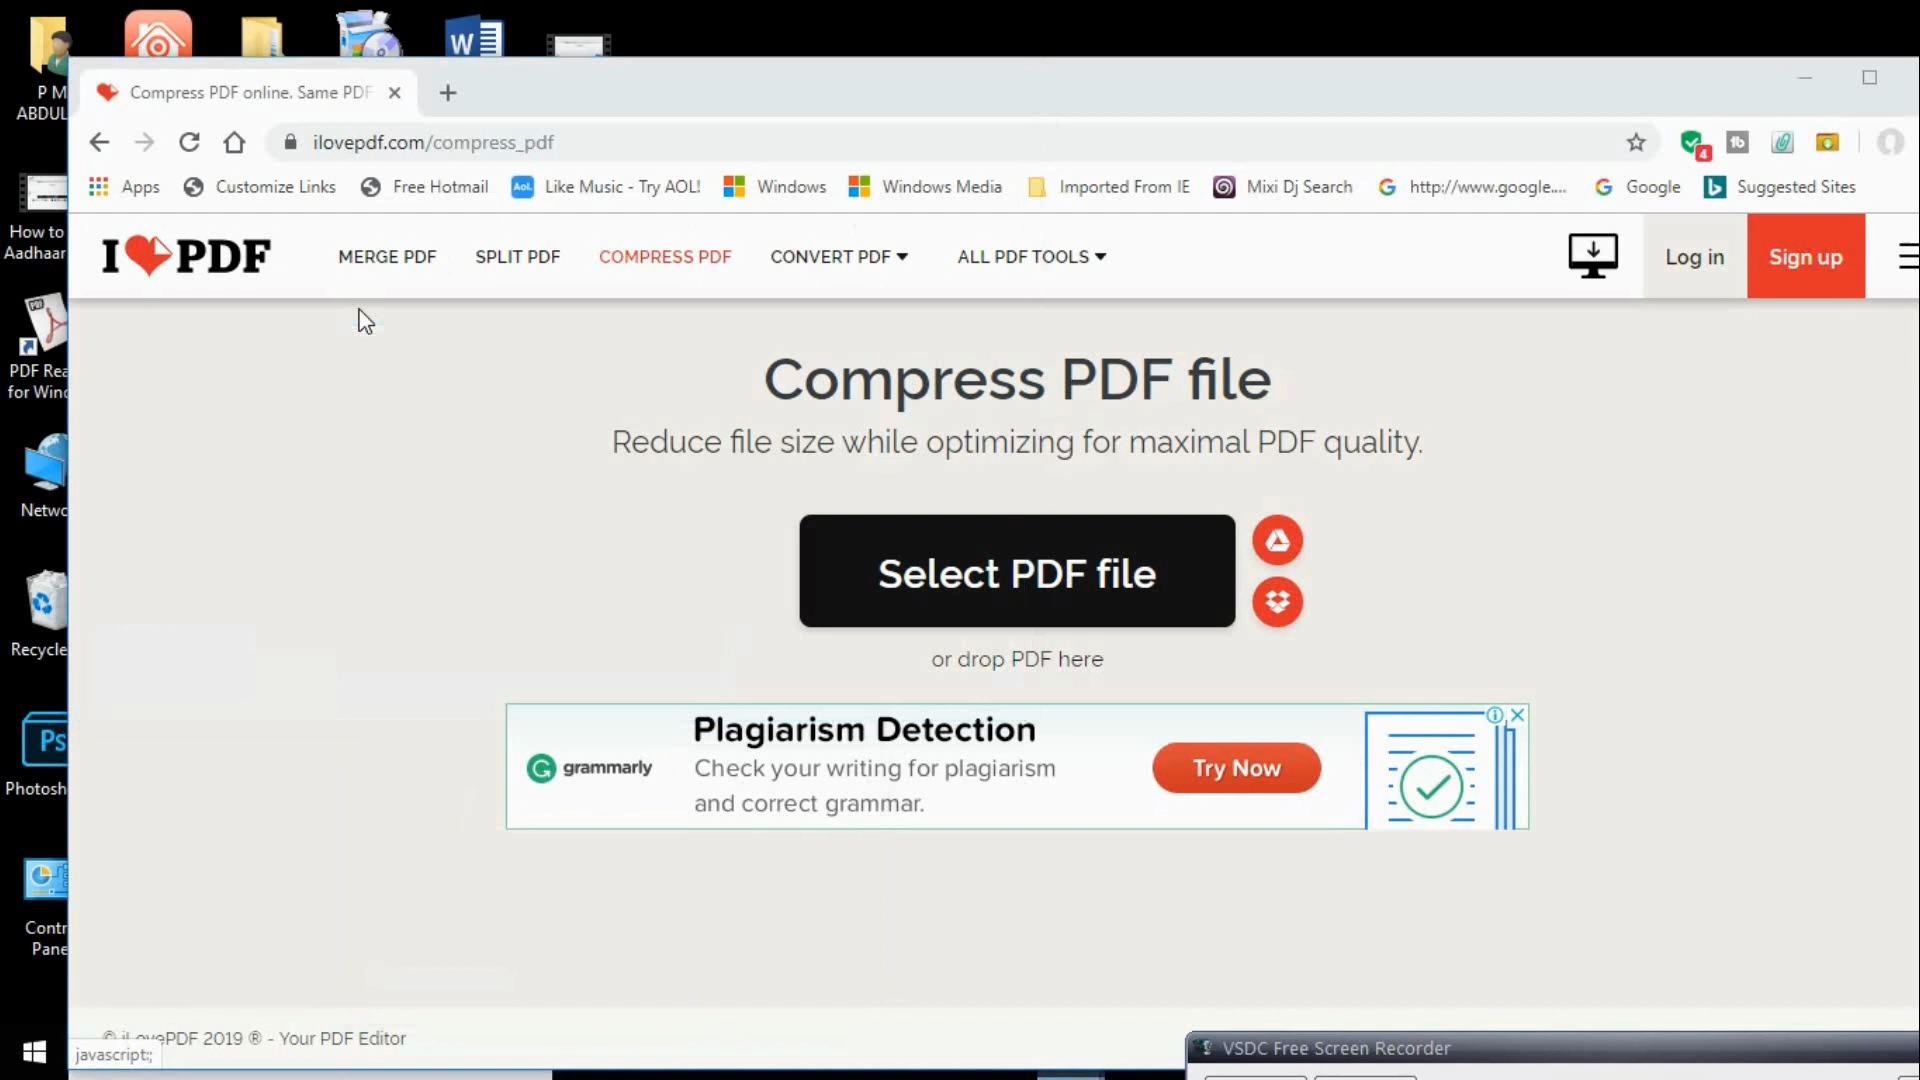 P M
ABDUL
Compress PDF online. Same PDF
ilovepdf.com/compress_pdf
Apps Customize Links Free Hotmail Aol. Like Music - Try AOL! Windows Windows Media Imported From IE Mixi Dj Search http://www.google.... Google Suggested Sites
4
tb
How to
Aadhaar
I PDF MERGE PDF SPLIT PDF COMPRESS PDF CONVERT PDF ALL PDF TOOLS Log in Sign up
PDF Rea
for Wind
Compress PDF file
Reduce file size while optimizing for maximal PDF quality.
Netwo
Select PDF file
or drop PDF here
Recycle
Ps
Photosh
grammarly
Plagiarism Detection
Check your writing for plagiarism
and correct grammar.
Try Now
Contr
Pane
© iLovePDF 2019 ® - Your PDF Editor
javascript:;
VSDC Free Screen Recorder